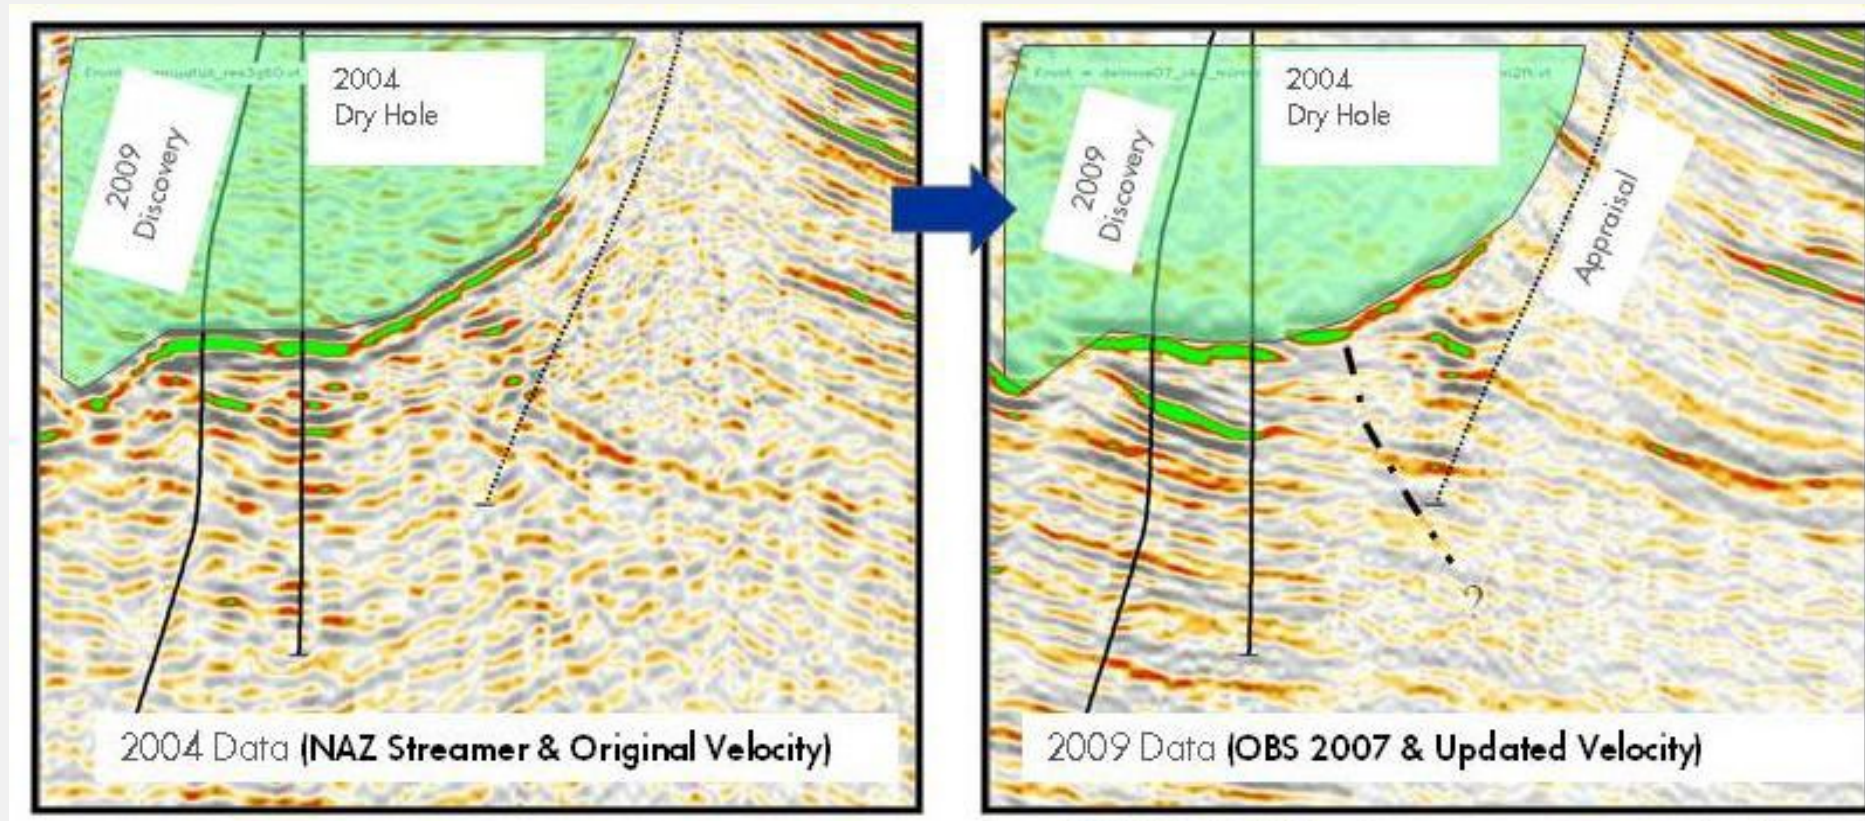 2009
Discovery
2004
Dry Hole
2004 Data (NAZ Streamer & Original Velocity)
2009
Discovery
2004
Dry Hole
Appraisal
?
2009 Data (OBS 2007 & Updated Velocity)